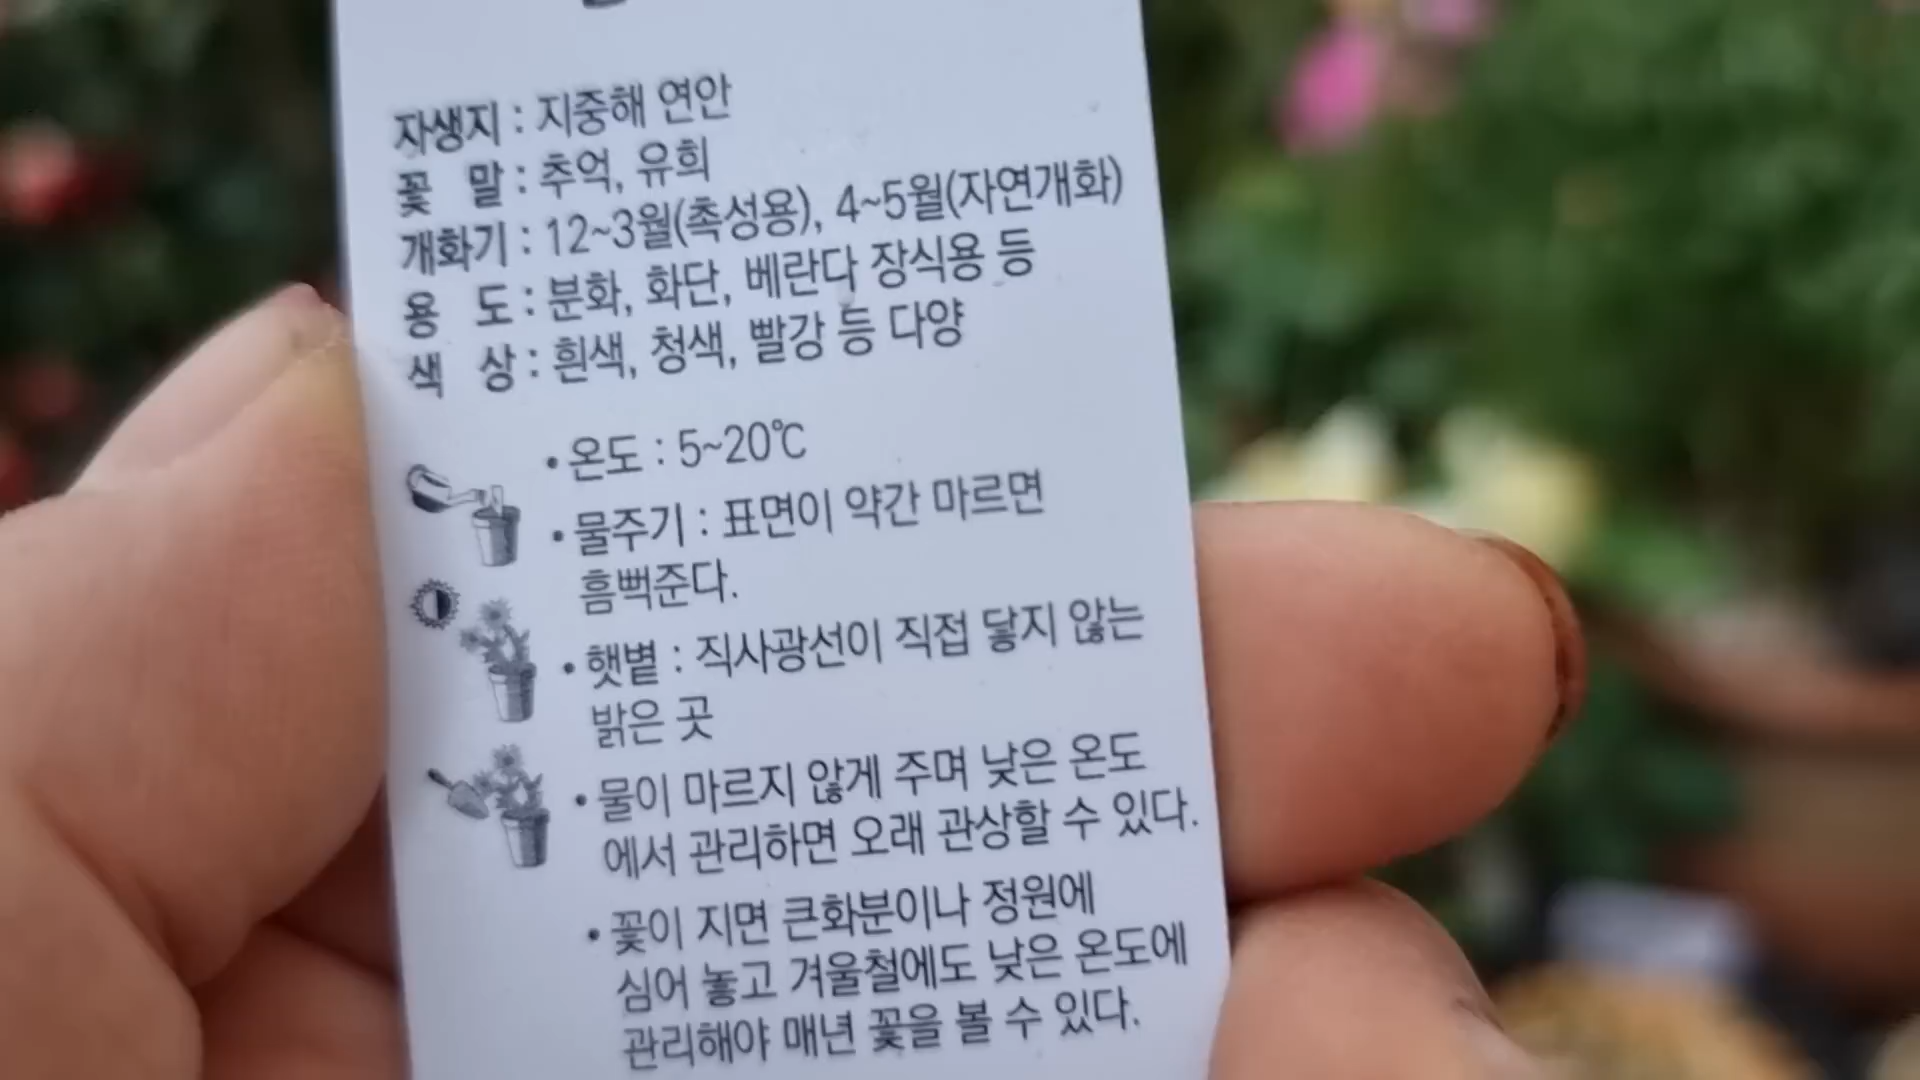 자생지 : 지중해 연안
꽃 말 : 추억, 유희
개화기 : 12~3월(촉성용), 4~5월(자연개화)
용 도 : 분화, 화단, 베란다 장식용 등
색 상 : 흰색, 청색, 빨강 등 다양
• 온도 : 5~20℃
• 물주기 : 표면이 약간 마르면
흠뻑준다.
• 햇볕 : 직사광선이 직접 닿지 않는
밝은 곳
• 물이 마르지 않게 주며 낮은 온도
에서 관리하면 오래 관상할 수 있다.
• 꽃이 지면 큰화분이나 정원에
심어 놓고 겨울철에도 낮은 온도에
관리해야 매년 꽃을 볼 수 있다.